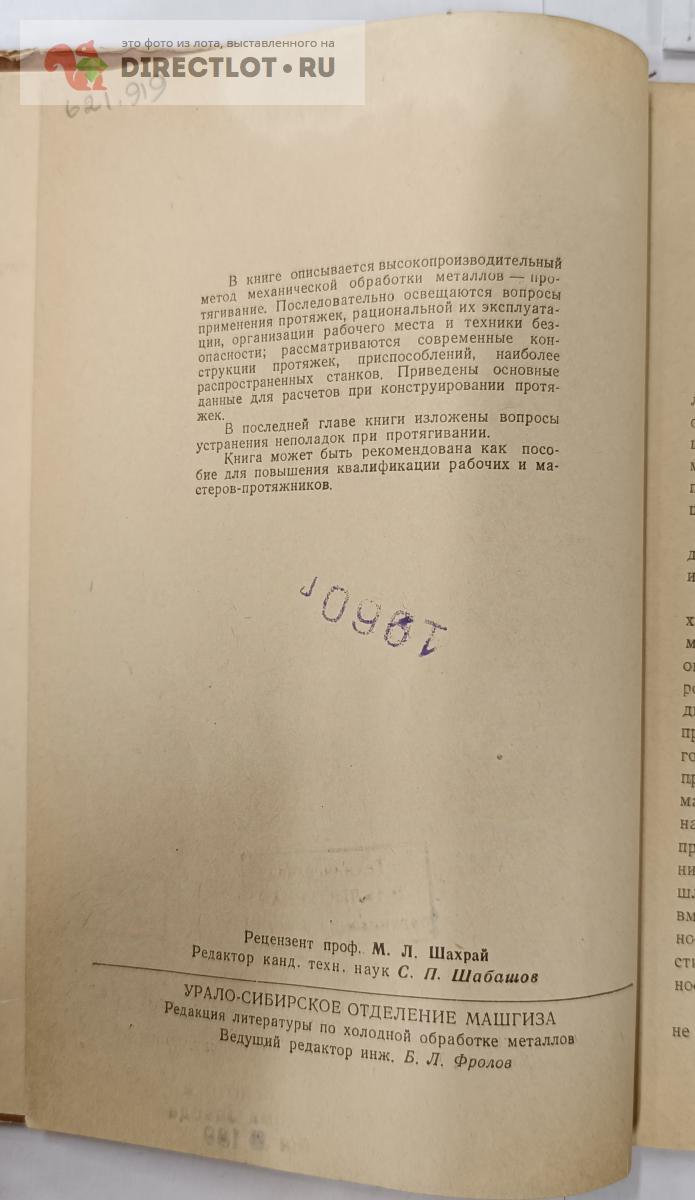 это фото из лота, выставленного на
DIRECTLOT.RU
621.919
В книге описывается высокопроизводительный
метод механической обработки металлов — про-
тягивание. Последовательно освещаются вопросы
применения протяжек, рациональной их эксплуата-
ции, организации рабочего места и техники без-
опасности; рассматриваются современные кон-
струкции протяжек, приспособлений, наиболее
распространенных станков. Приведены основные
данные для расчетов при конструировании протя-
жек.
В последней главе книги изложены вопросы
устранения неполадок при протягивании.
Книга может быть рекомендована как посо-
бие для повышения квалификации рабочих и ма-
стеров-протяжников.
1960г
Рецензент проф. М. Л. Шахрай
Редактор канд. техн. наук С. П. Шабашов
УРАЛО-СИБИРСКОЕ ОТДЕЛЕНИЕ МАШГИЗА
Редакция литературы по холодной обработке металлов
Ведущий редактор инж. Б. Л. Фролов